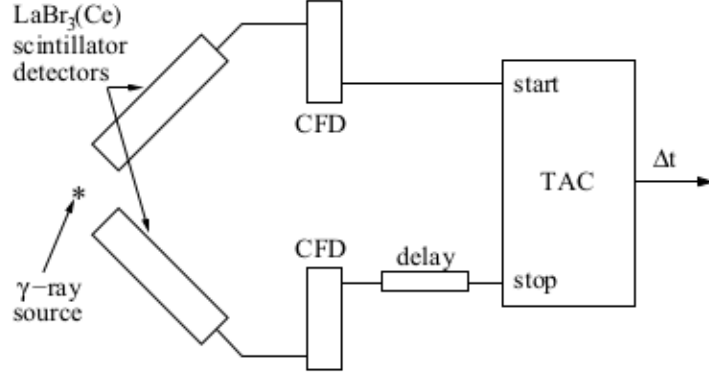 LaBr₃(Ce)
scintillator
detectors
CFD
start
TAC
Δt
CFD
delay
stop
*
γ−ray
source